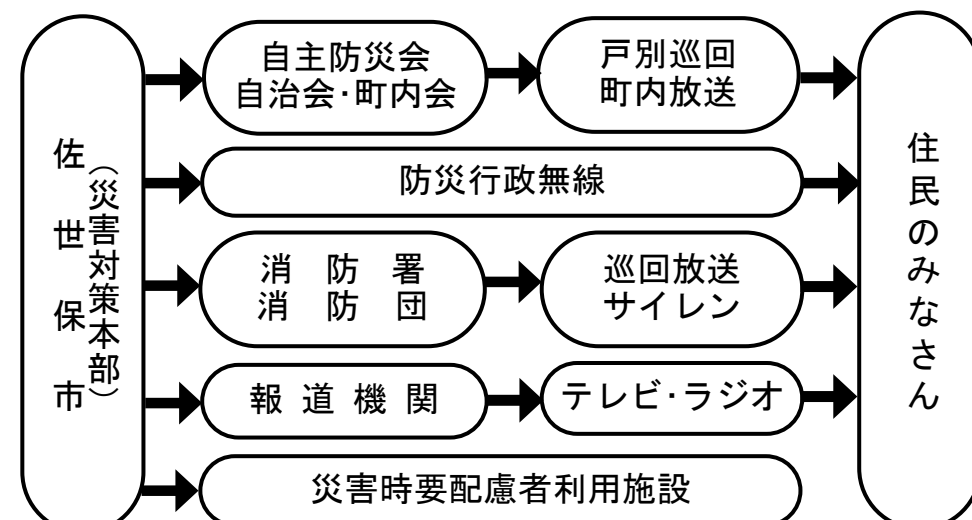 佐世保市
（災害対策本部）
自主防災会
自治会・町内会
戸別巡回
町内放送
防災行政無線
消防署
消防団
巡回放送
サイレン
報道機関
テレビ・ラジオ
災害時要配慮者利用施設
住民のみなさん